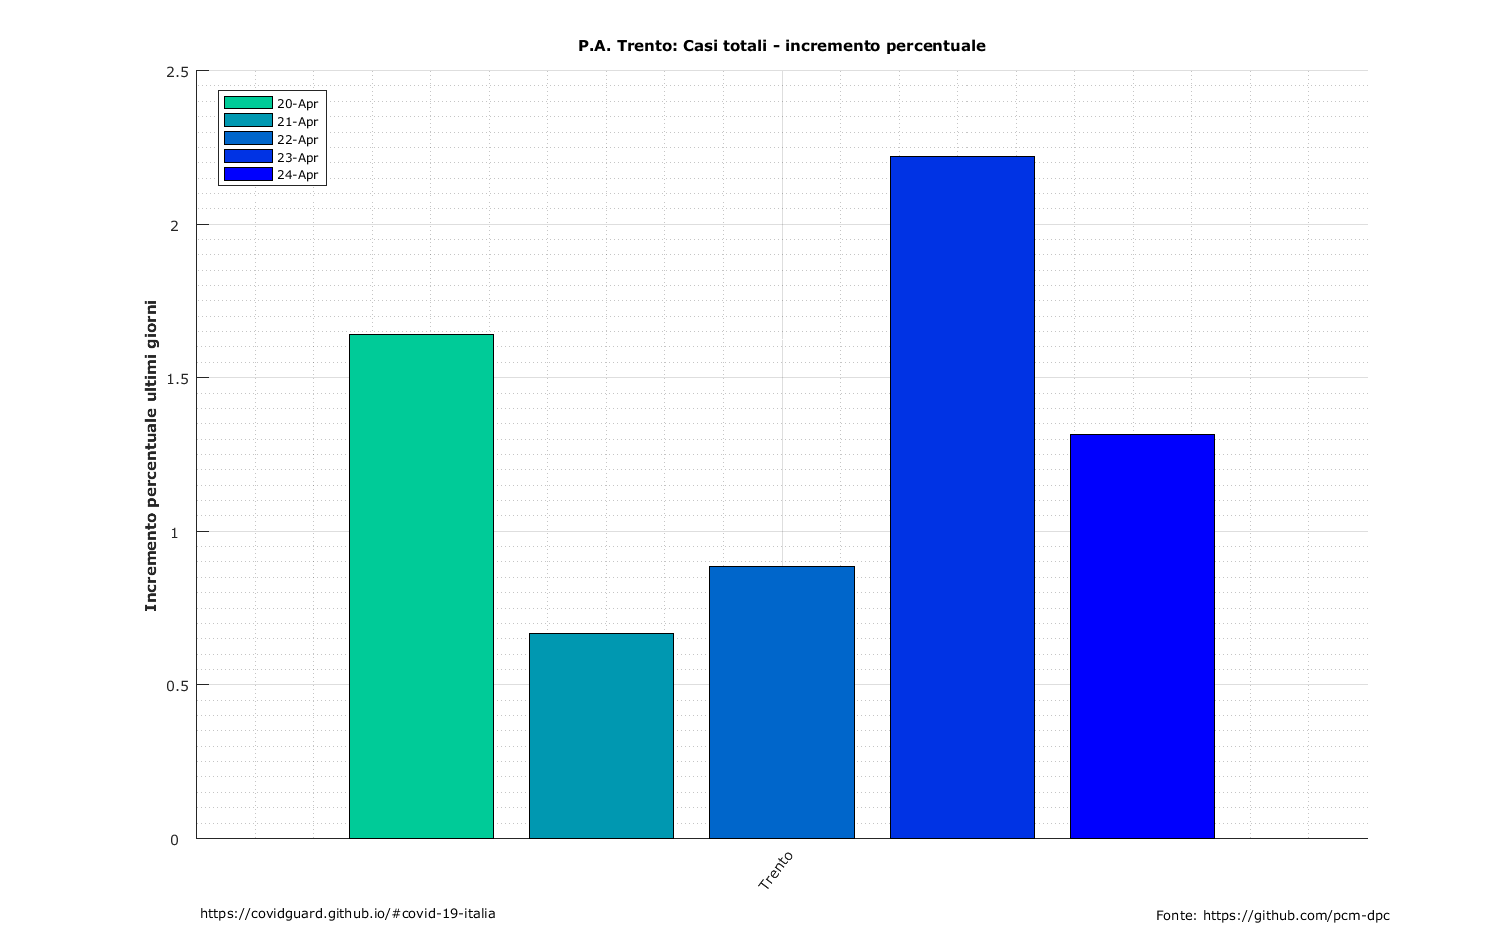 P.A. Trento: Casi totali - incremento percentuale
2.5
2
1.5
1
0.5
0
Incremento percentuale ultimi giorni
20-Apr
21-Apr
22-Apr
23-Apr
24-Apr
Trento
https://covidguard.github.io/#covid-19-italia
Fonte: https://github.com/pcm-dpc